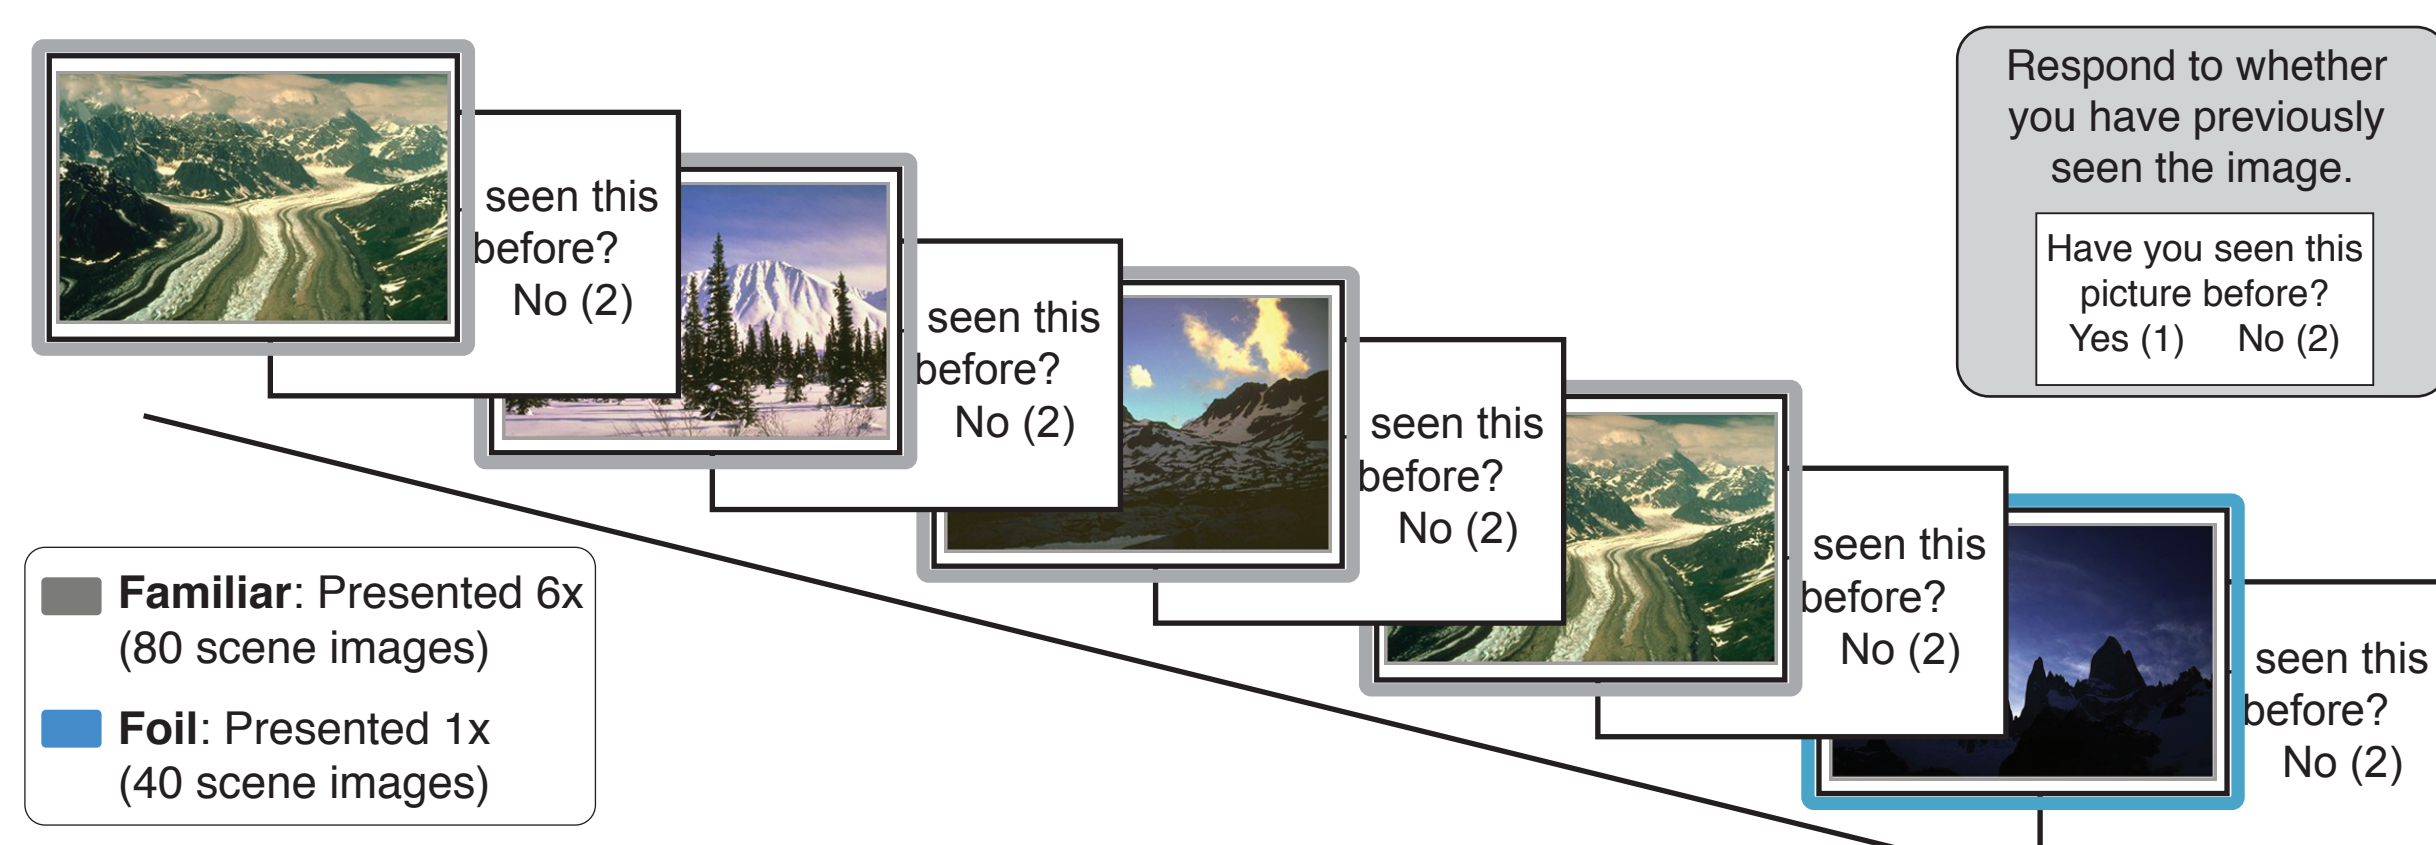 seen this
before?
No (2)
seen this
before?
No (2)
seen this
before?
No (2)
seen this
before?
No (2)
seen this
before?
No (2)
Respond to whether
you have previously
seen the image.
Have you seen this
picture before?
Yes (1) No (2)
Familiar: Presented 6x
(80 scene images)
Foil: Presented 1x
(40 scene images)